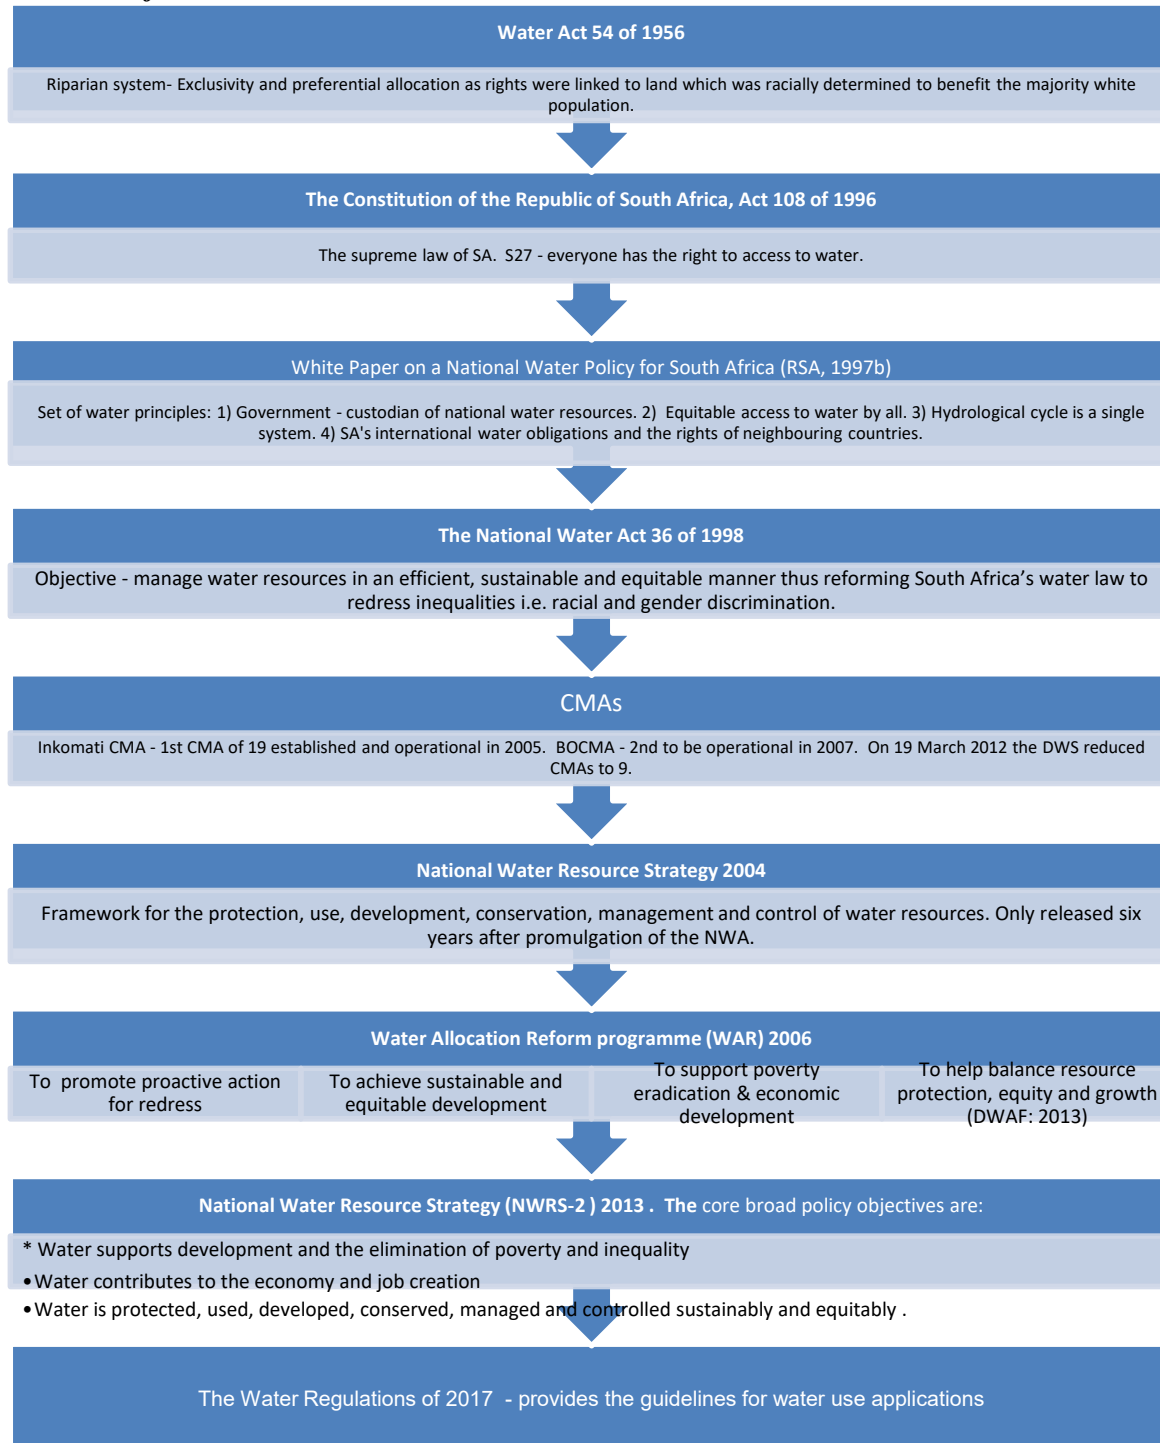 Water Act 54 of 1956
Riparian system- Exclusivity and preferential allocation as rights were linked to land which was racially determined to benefit the majority white
population.
The Constitution of the Republic of South Africa, Act 108 of 1996
The supreme law of SA. S27 - everyone has the right to access to water.
White Paper on a National Water Policy for South Africa (RSA, 1997b)
Set of water principles: 1) Government - custodian of national water resources. 2) Equitable access to water by all. 3) Hydrological cycle is a single
system. 4) SA's international water obligations and the rights of neighbouring countries.
The National Water Act 36 of 1998
Objective - manage water resources in an efficient, sustainable and equitable manner thus reforming South Africa's water law to
redress inequalities i.e. racial and gender discrimination.
CMAs
Inkomati CMA - 1st CMA of 19 established and operational in 2005. BOCMA - 2nd to be operational in 2007. On 19 March 2012 the DWS reduced
CMAs to 9.
National Water Resource Strategy 2004
Framework for the protection, use, development, conservation, management and control of water resources. Only released six
years after promulgation of the NWA.
Water Allocation Reform programme (WAR) 2006
To promote proactive action
for redress
To achieve sustainable and
equitable development
To support poverty
eradication & economic
development
To help balance resource
protection, equity and growth
(DWAF: 2013)
National Water Resource Strategy (NWRS-2 ) 2013 . The core broad policy objectives are:
* Water supports development and the elimination of poverty and inequality
•Water contributes to the economy and job creation
•Water is protected, used, developed, conserved, managed and controlled sustainably and equitably .
The Water Regulations of 2017 - provides the guidelines for water use applications